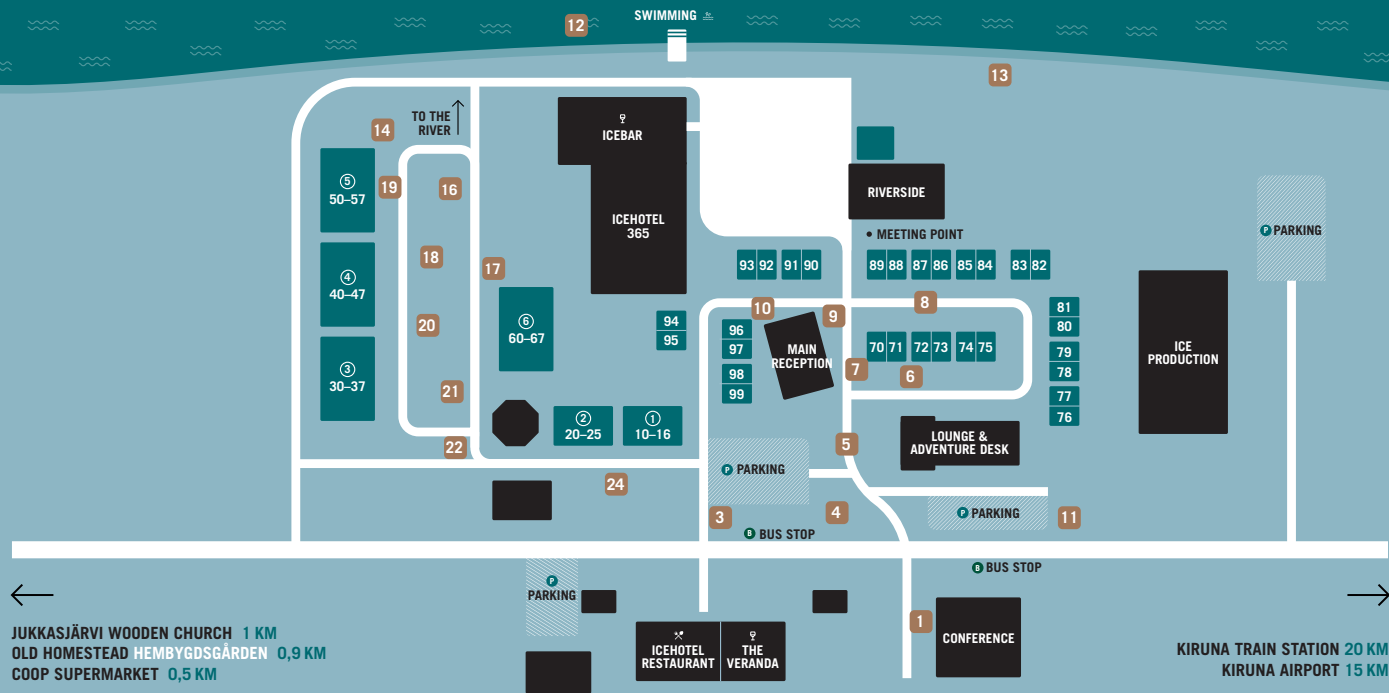 SWIMMING
12
13
14
TO THE
RIVER
ICEBAR
5
50–57
19
16
ICEHOTEL
365
RIVERSIDE
• MEETING POINT
P PARKING
18
17
4
40–47
93 92 91 90
89 88 87 86 85 84 83 82
20
6
60–67
94
95
96
97
98
99
10
9
8
MAIN
RECEPTION
7
70 71 72 73 74 75
6
81
80
79
78
77
76
ICE
PRODUCTION
3
30–37
21
22
2
20–25
1
10–16
5
LOUNGE &
ADVENTURE DESK
P PARKING
24
3
4
P PARKING
11
B BUS STOP
B BUS STOP
P
PARKING
1
CONFERENCE
ICEHOTEL
RESTAURANT
THE
VERANDA
JUKKASJÄRVI WOODEN CHURCH 1 KM
OLD HOMESTEAD HEMBYGDSGÅRDEN 0,9 KM
COOP SUPERMARKET 0,5 KM
KIRUNA TRAIN STATION 20 KM
KIRUNA AIRPORT 15 KM